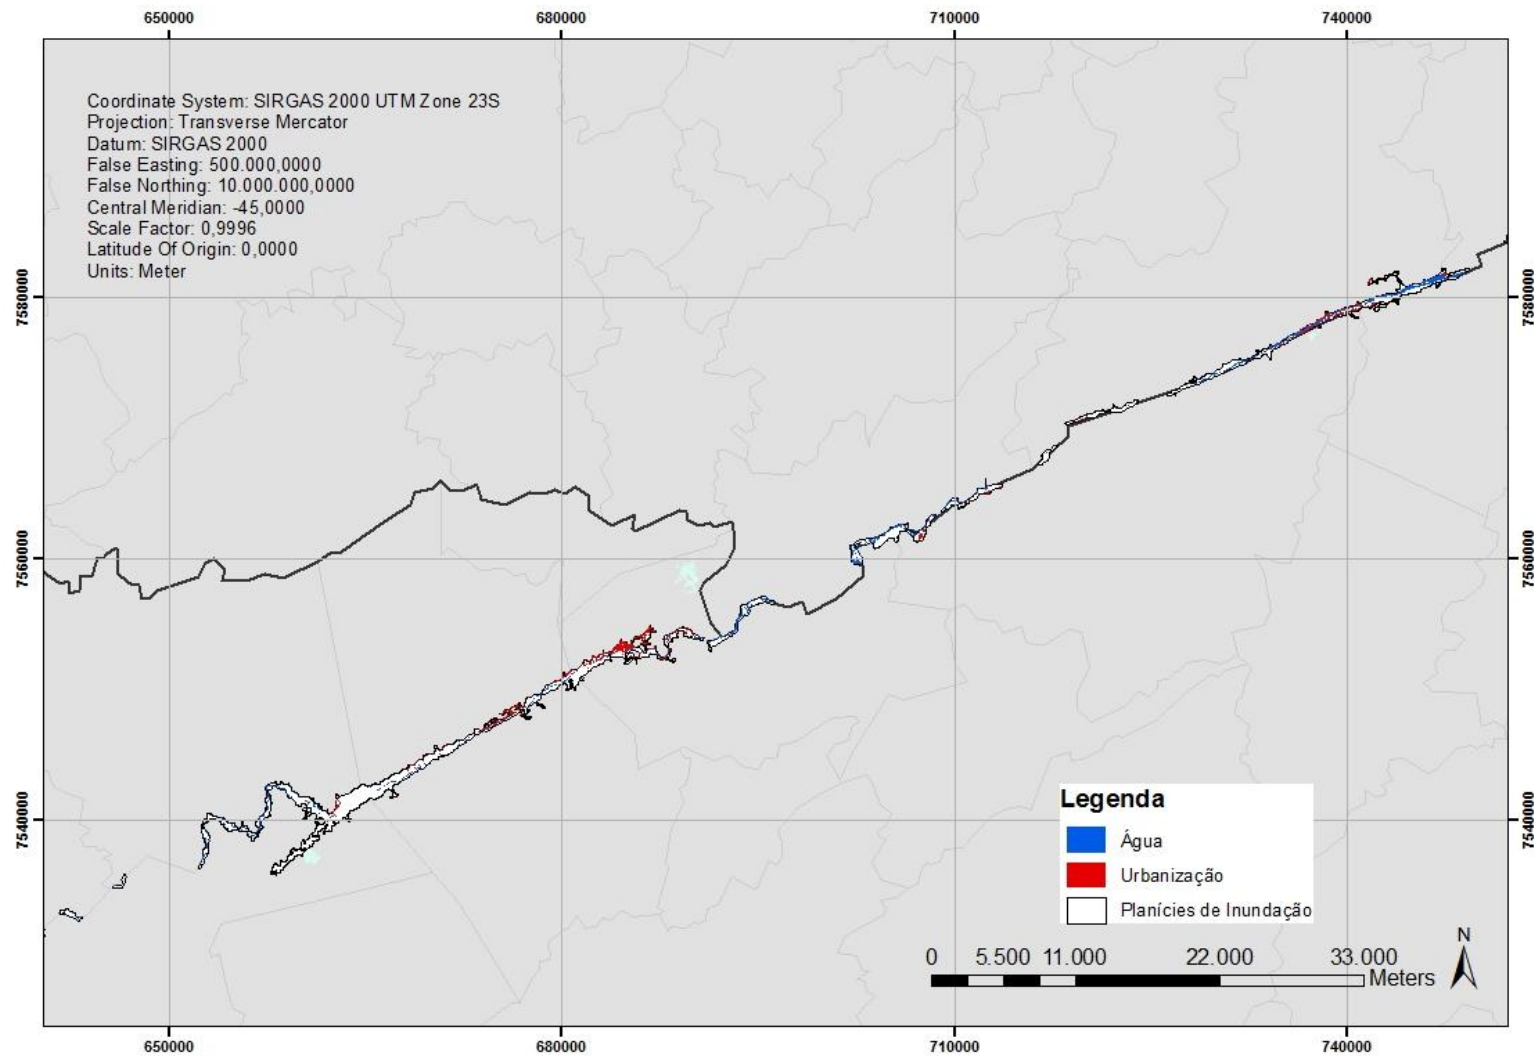 650000 680000 710000 740000
Coordinate System: SIRGAS 2000 UTM Zone 23S
Projection: Transverse Mercator
Datum: SIRGAS 2000
False Easting: 500.000,0000
False Northing: 10.000.000,0000
Central Meridian: -45,0000
Scale Factor: 0,9996
Latitude Of Origin: 0,0000
Units: Meter
7580000 7580000
7560000 7560000
7540000 7540000
Legenda
Água
Urbanização
Planícies de Inundação
N
0 5.500 11.000 22.000 33.000
Meters
650000 680000 710000 740000